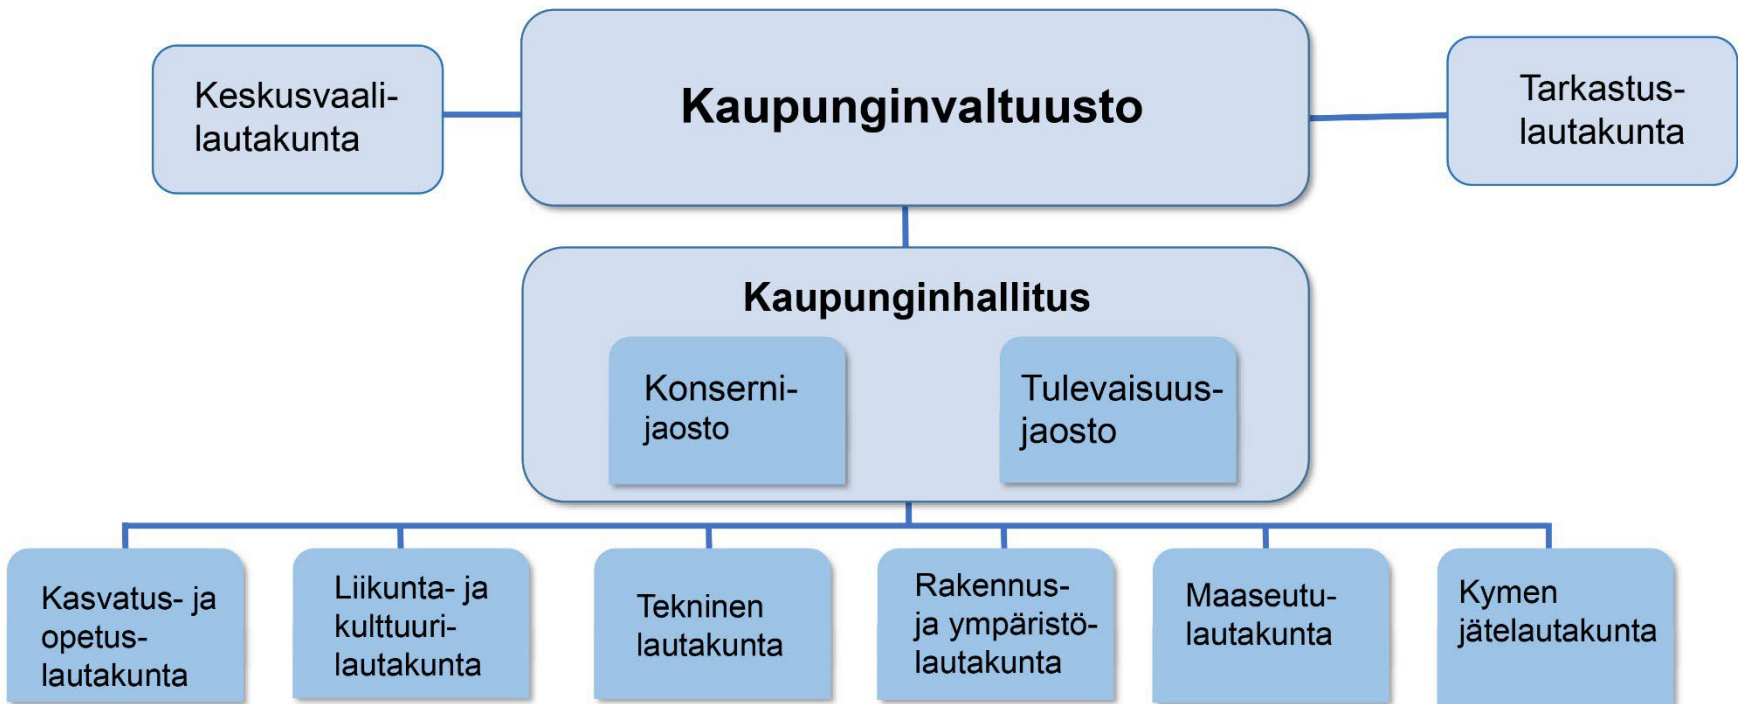 Keskusvaali-
lautakunta
Kaupunginvaltuusto
Tarkastus-
lautakunta
Kaupunginhallitus
Konserni-
jaosto
Tulevaisuus-
jaosto
Kasvatus- ja
opetus-
lautakunta
Liikunta- ja
kulttuuri-
lautakunta
Tekninen
lautakunta
Rakennus-
ja ympäristö-
lautakunta
Maaseutu-
lautakunta
Kymen
jätelautakunta